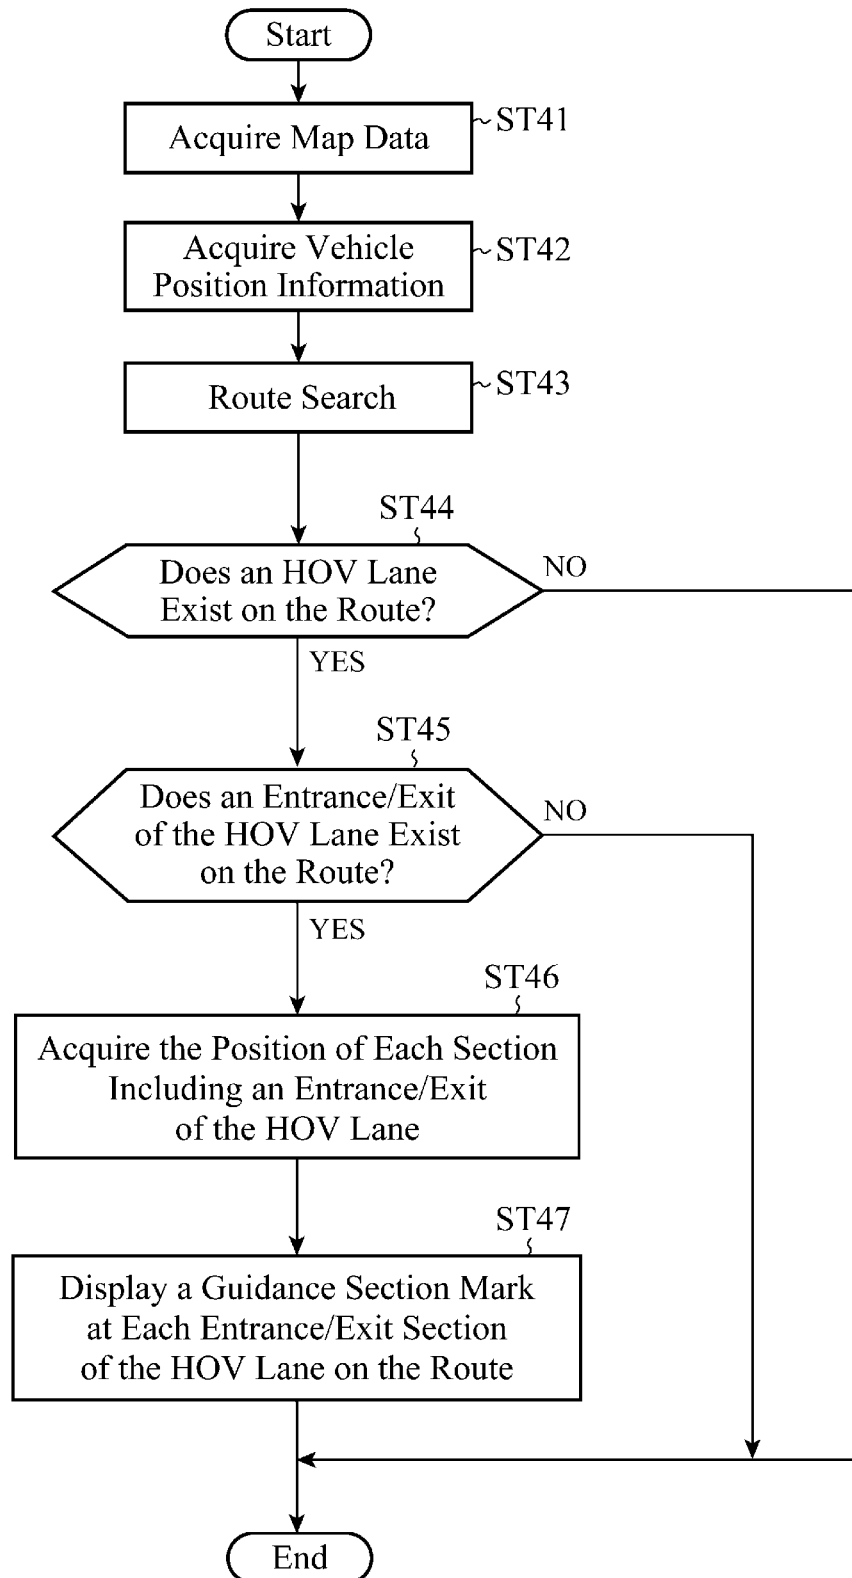 Start
Acquire Map Data
ST41
Acquire Vehicle
Position Information
ST42
Route Search
ST43
ST44
Does an HOV Lane
Exist on the Route?
NO
YES
ST45
Does an Entrance/Exit
of the HOV Lane Exist
on the Route?
NO
YES
ST46
Acquire the Position of Each Section
Including an Entrance/Exit
of the HOV Lane
ST47
Display a Guidance Section Mark
at Each Entrance/Exit Section
of the HOV Lane on the Route
End